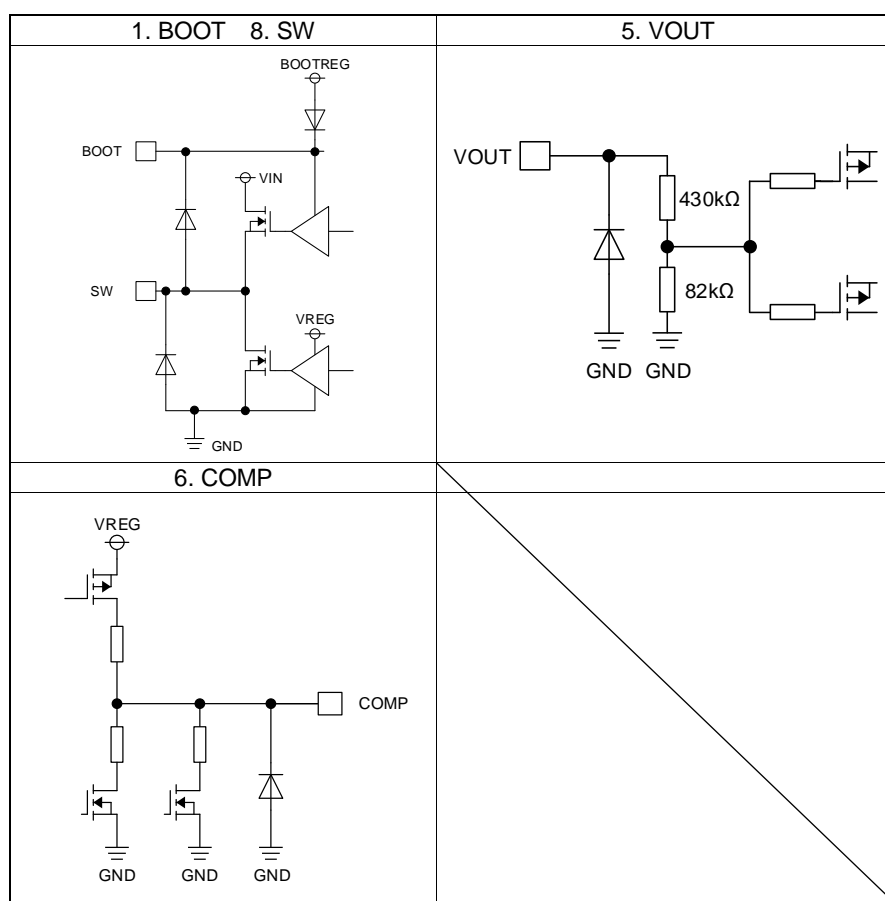 1. BOOT 8. SW
BOOTREG
BOOT
VIN
SW
VREG
GND
5. VOUT
VOUT
430kΩ
82kΩ
GND GND
6. COMP
VREG
COMP
GND GND GND